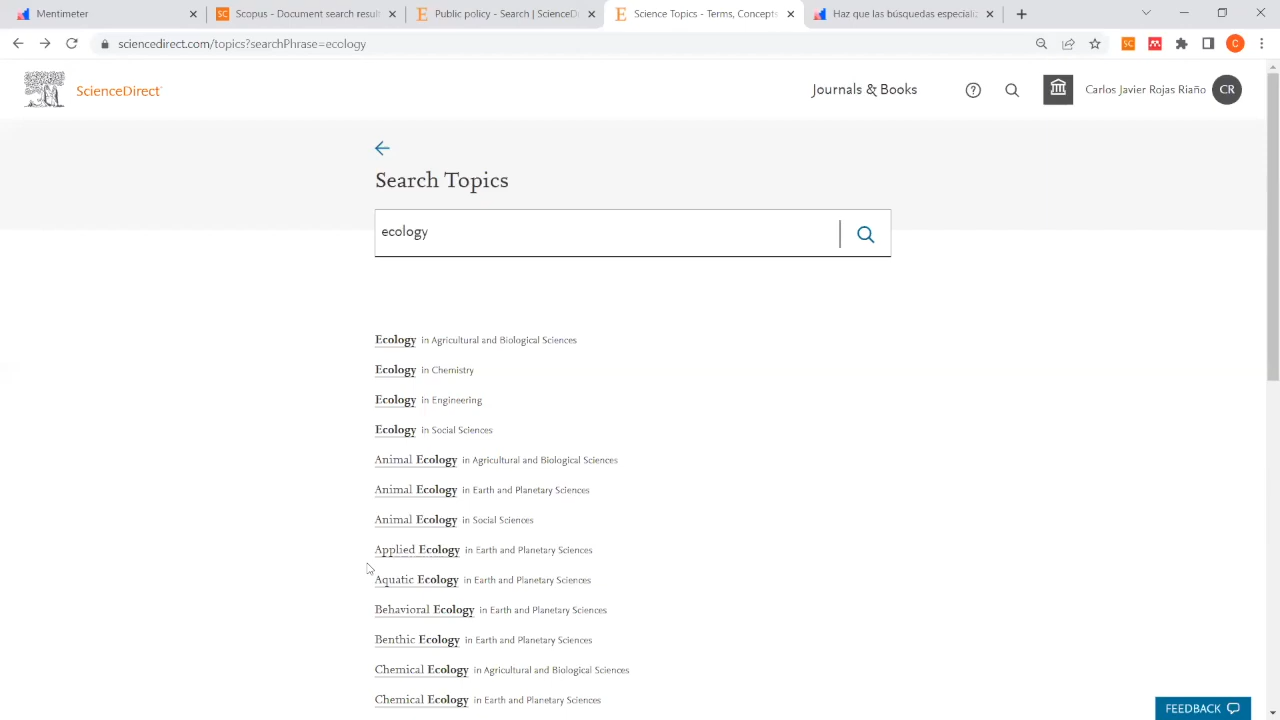 Mentimeter
Scopus - Document search result
Public policy - Search | ScienceDi
Science Topics - Terms, Concepts
Haz que las búsquedas especializ
sciencedirect.com/topics?searchPhrase=ecology
ScienceDirect
Journals & Books
Carlos Javier Rojas Riaño
CR
Search Topics
ecology
Ecology in Agricultural and Biological Sciences
Ecology in Chemistry
Ecology in Engineering
Ecology in Social Sciences
Animal Ecology in Agricultural and Biological Sciences
Animal Ecology in Earth and Planetary Sciences
Animal Ecology in Social Sciences
Applied Ecology in Earth and Planetary Sciences
Aquatic Ecology in Earth and Planetary Sciences
Behavioral Ecology in Earth and Planetary Sciences
Benthic Ecology in Earth and Planetary Sciences
Chemical Ecology in Agricultural and Biological Sciences
Chemical Ecology in Earth and Planetary Sciences
FEEDBACK